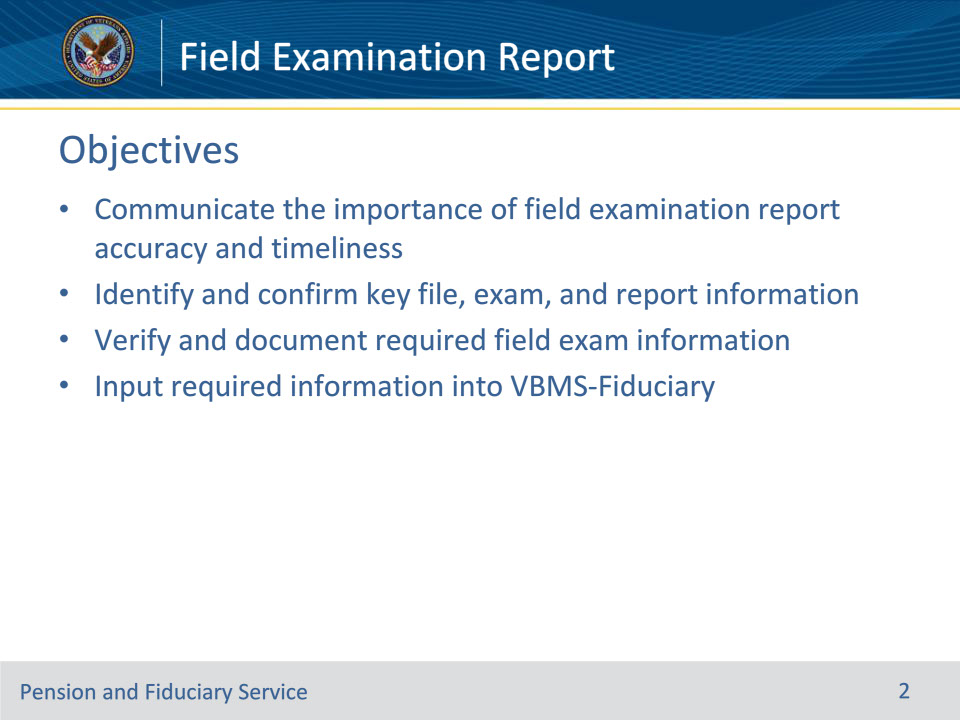 Field Examination Report
Objectives
• Communicate the importance of field examination report
accuracy and timeliness
• Identify and confirm key file, exam, and report information
• Verify and document required field exam information
• Input required information into VBMS-Fiduciary
Pension and Fiduciary Service
2